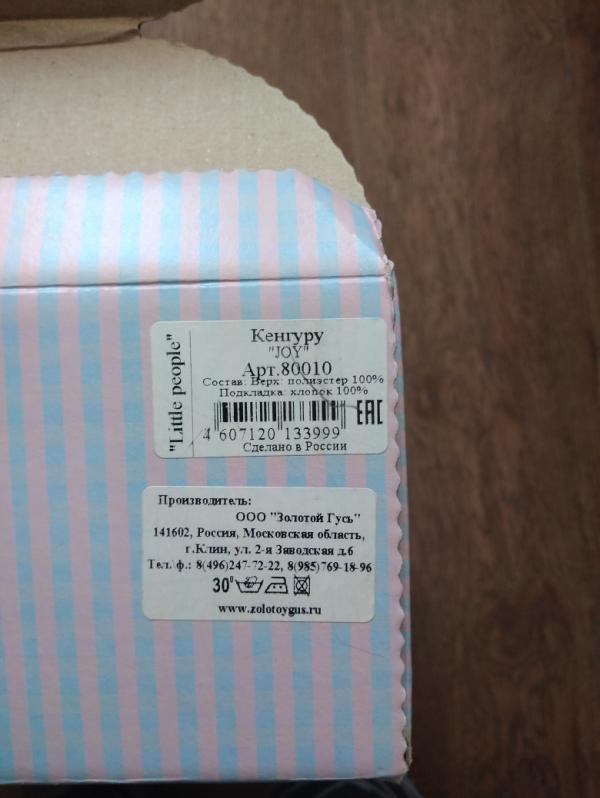 "Little people"
Кенгуру
"JOY"
Арт.80010
Состав: Верх: полиэстер 100%
Подкладка: хлопок 100%
EAC
4 607120 133999
Сделано в России
Производитель:
ООО "Золотой Гусь"
141602, Россия, Московская область,
г.Клин, ул. 2-я Заводская д.6
Тел. ф.: 8(496)247-72-22, 8(985)769-18-96
30⁰
www.zolotoygus.ru